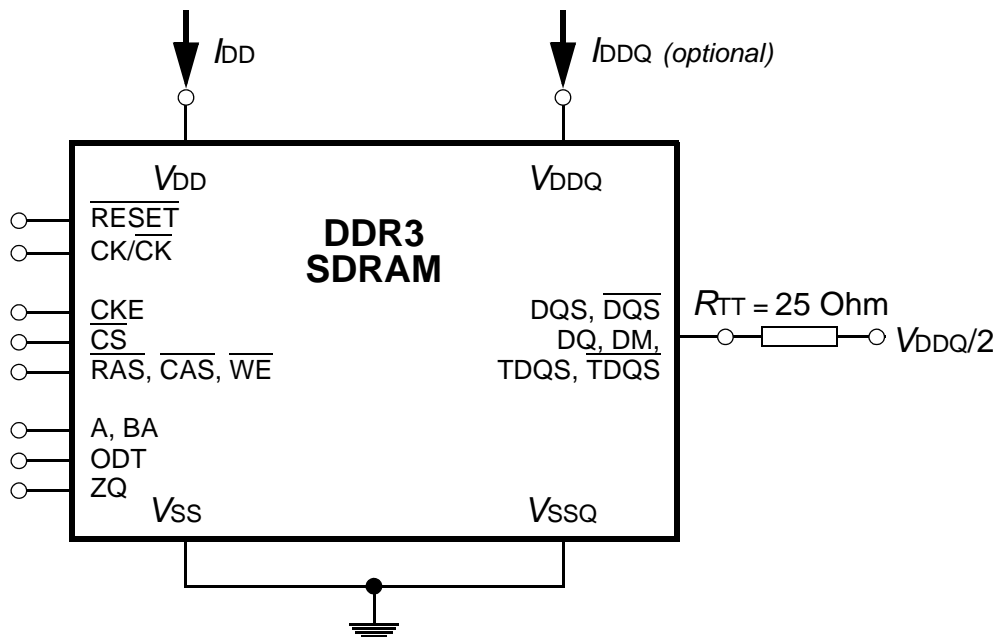 IDD
IDDQ (optional)
VDD
VDDQ
RESET
CK/CK
DDR3
SDRAM
CKE
CS
RAS, CAS, WE
DQS, DQS
DQ, DM,
TDQS, TDQS
RTT = 25 Ohm
VDDQ/2
A, BA
ODT
ZQ
VSS
VSSQ